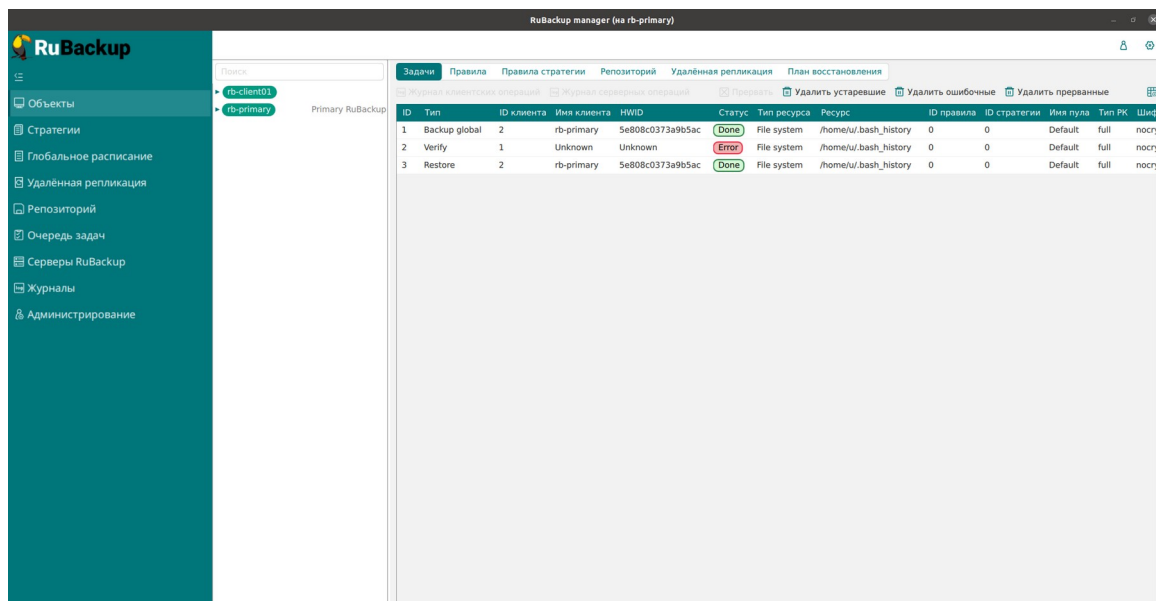 RuBackup manager (на rb-primary)
RuBackup
Объекты
Стратегии
Глобальное расписание
Удалённая репликация
Репозиторий
Очередь задач
Серверы RuBackup
Журналы
Администрирование
Поиск
rb-client01
rb-primary Primary RuBackup
Задачи Правила Правила стратегии Репозиторий Удалённая репликация План восстановления
Журнал клиентских операций Журнал серверных операций Прервать Удалить устаревшие Удалить ошибочные Удалить прерванные
ID Тип ID клиента Имя клиента HWID Статус Тип ресурса Ресурс ID правила ID стратегии Имя пула Тип РК Шиф
1 Backup global 2 rb-primary 5e808c0373a9b5ac Done File system /home/u/.bash_history 0 0 Default full nocry
2 Verify 1 Unknown Unknown Error File system /home/u/.bash_history 0 0 Default full nocry
3 Restore 2 rb-primary 5e808c0373a9b5ac Done File system /home/u/.bash_history 0 0 Default full nocry